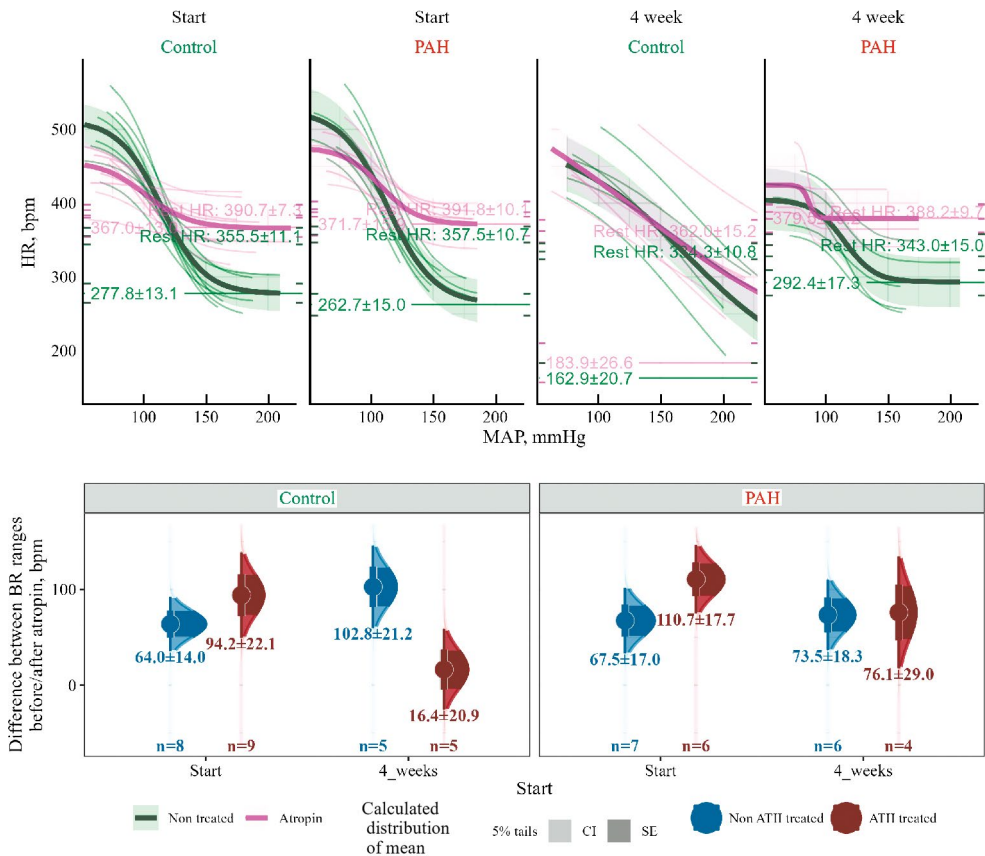 Start
Start
4 week
4 week
Control
PAH
Control
PAH
HR, bpm
500
400
300
200
Rest HR: 390.7±7.3
Rest HR: 355.5±11.1
277.8±13.1
Rest HR: 391.8±10.1
Rest HR: 357.5±10.7
262.7±15.0
Rest HR: 362.0±15.2
Rest HR: 334.3±10.8
183.9±26.6
162.9±20.7
Rest HR: 388.2±9.7
Rest HR: 343.0±15.0
292.4±17.3
100 150 200
100 150 200
100 150 200
100 150 200
MAP, mmHg
Control
PAH
Difference between BR ranges
before/after atropin, bpm
100
0
64.0±14.0
94.2±22.1
102.8±21.2
16.4±20.9
67.5±17.0
110.7±17.7
73.5±18.3
76.1±29.0
n=8 n=9 n=5 n=5
n=7 n=6 n=6 n=4
Start 4_weeks
Start 4_weeks
Start
Non treated
Atropin
Calculated
distribution
of mean
5% tails
CI
SE
Non ATII treated
ATII treated